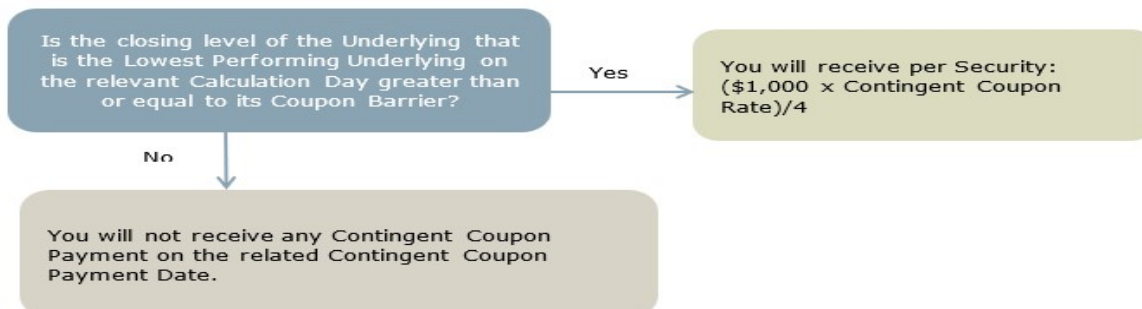 Is the closing level of the Underlying that
is the Lowest Performing Underlying on
the relevant Calculation Day greater than
or equal to its Coupon Barrier?
Yes
You will receive per Security:
($1,000 x Contingent Coupon
Rate)/4
No
You will not receive any Contingent Coupon
Payment on the related Contingent Coupon
Payment Date.